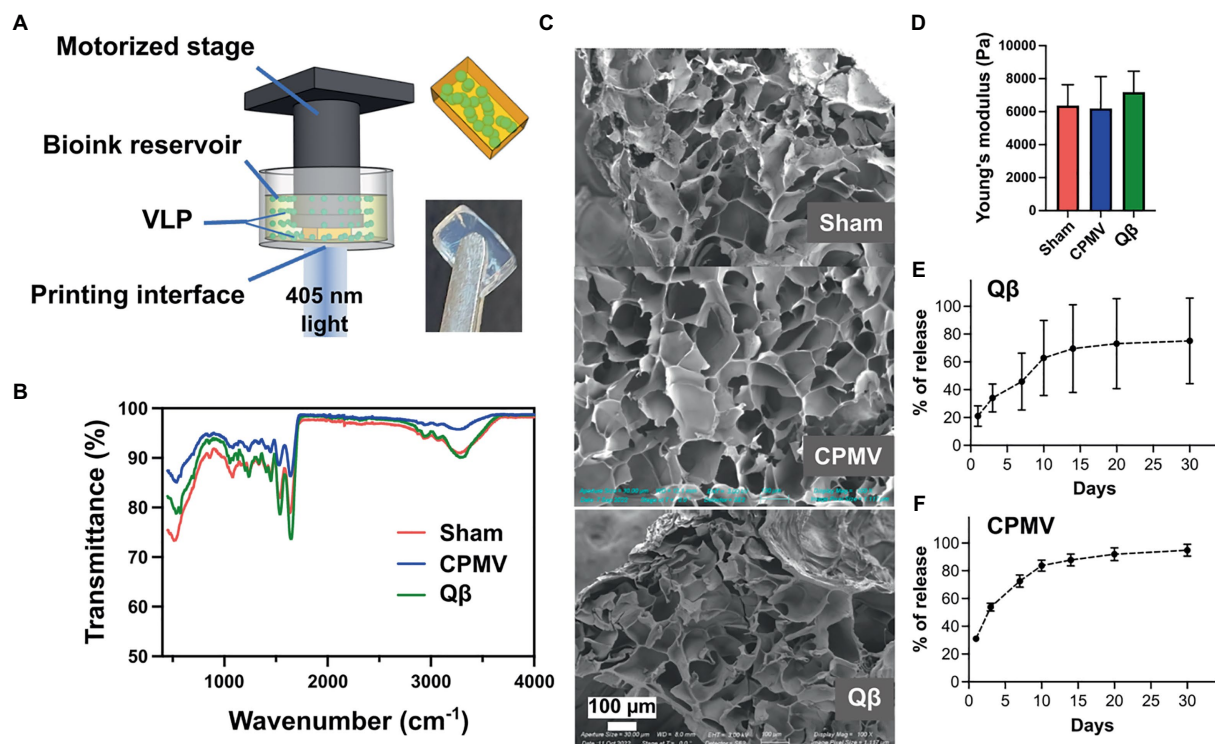 A
Motorized stage
Bioink reservoir
VLP
Printing interface
405 nm
light
B
Transmittance (%)
100
90
80
70
60
50
Sham
CPMV
Qβ
1000
2000
3000
4000
Wavenumber (cm-1)
C
Sham
CPMV
Qβ
100 µm
D
Young's modulus (Pa)
10000
8000
6000
4000
2000
0
Sham
CPMV
Qβ
E
Qβ
% of release
100
80
60
40
20
0
0
5
10
15
20
25
30
Days
F
CPMV
% of release
100
80
60
40
20
0
0
5
10
15
20
25
30
Days